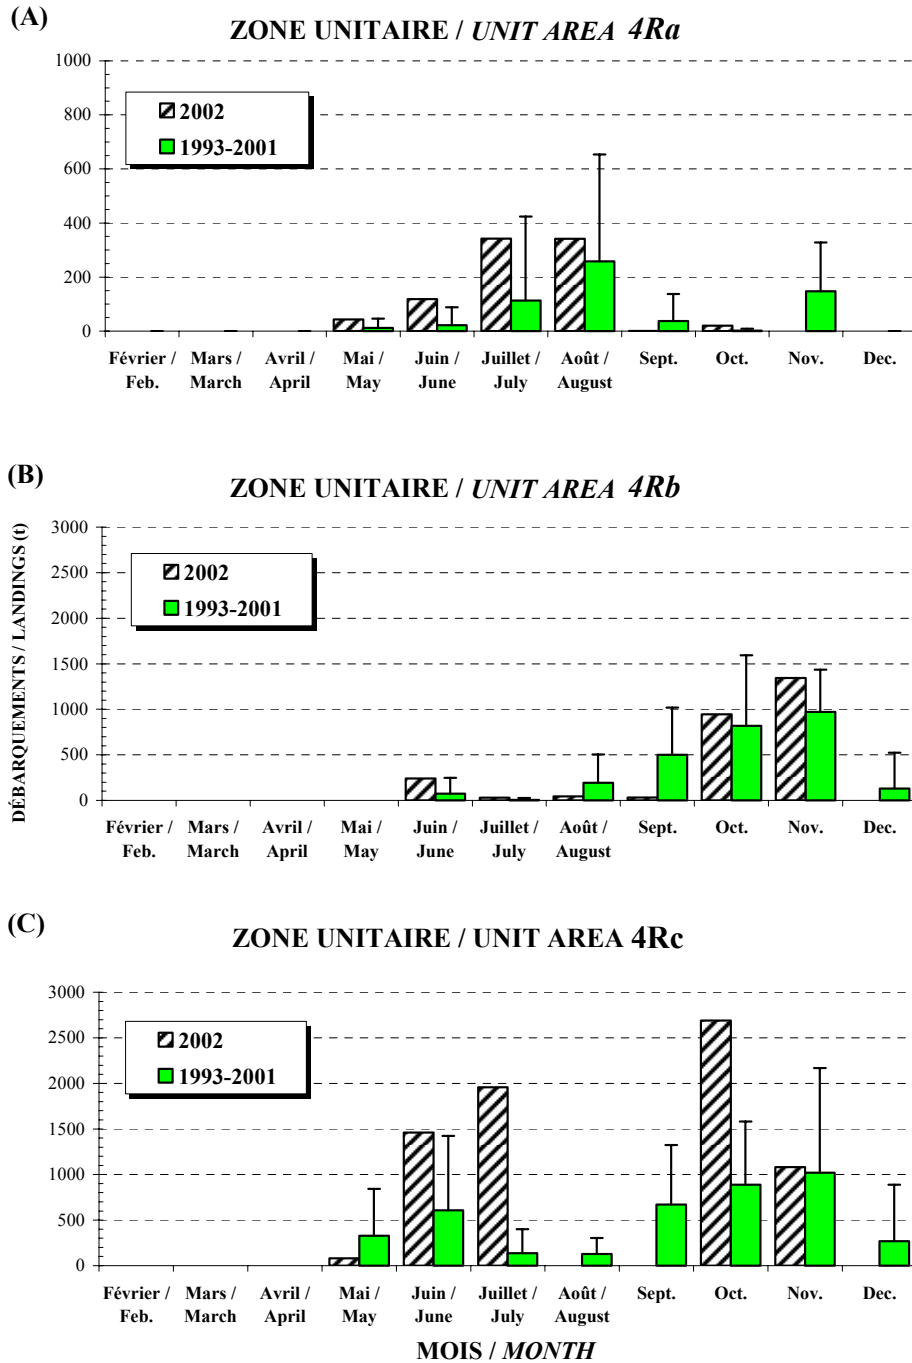 (A)
ZONE UNITAIRE / UNIT AREA 4Ra
1000
800
600
400
200
0
2002
1993-2001
Février / Mars / Avril / Mai / Juin / Juillet / Août / Sept. Oct. Nov. Dec.
Feb. March April May June July August
(B)
ZONE UNITAIRE / UNIT AREA 4Rb
DÉBARQUEMENTS / LANDINGS (t)
3000
2500
2000
1500
1000
500
0
2002
1993-2001
Février / Mars / Avril / Mai / Juin / Juillet / Août / Sept. Oct. Nov. Dec.
Feb. March April May June July August
(C)
ZONE UNITAIRE / UNIT AREA 4Rc
3000
2500
2000
1500
1000
500
0
2002
1993-2001
Février / Mars / Avril / Mai / Juin / Juillet / Août / Sept. Oct. Nov. Dec.
Feb. March April May June July August
MOIS / MONTH